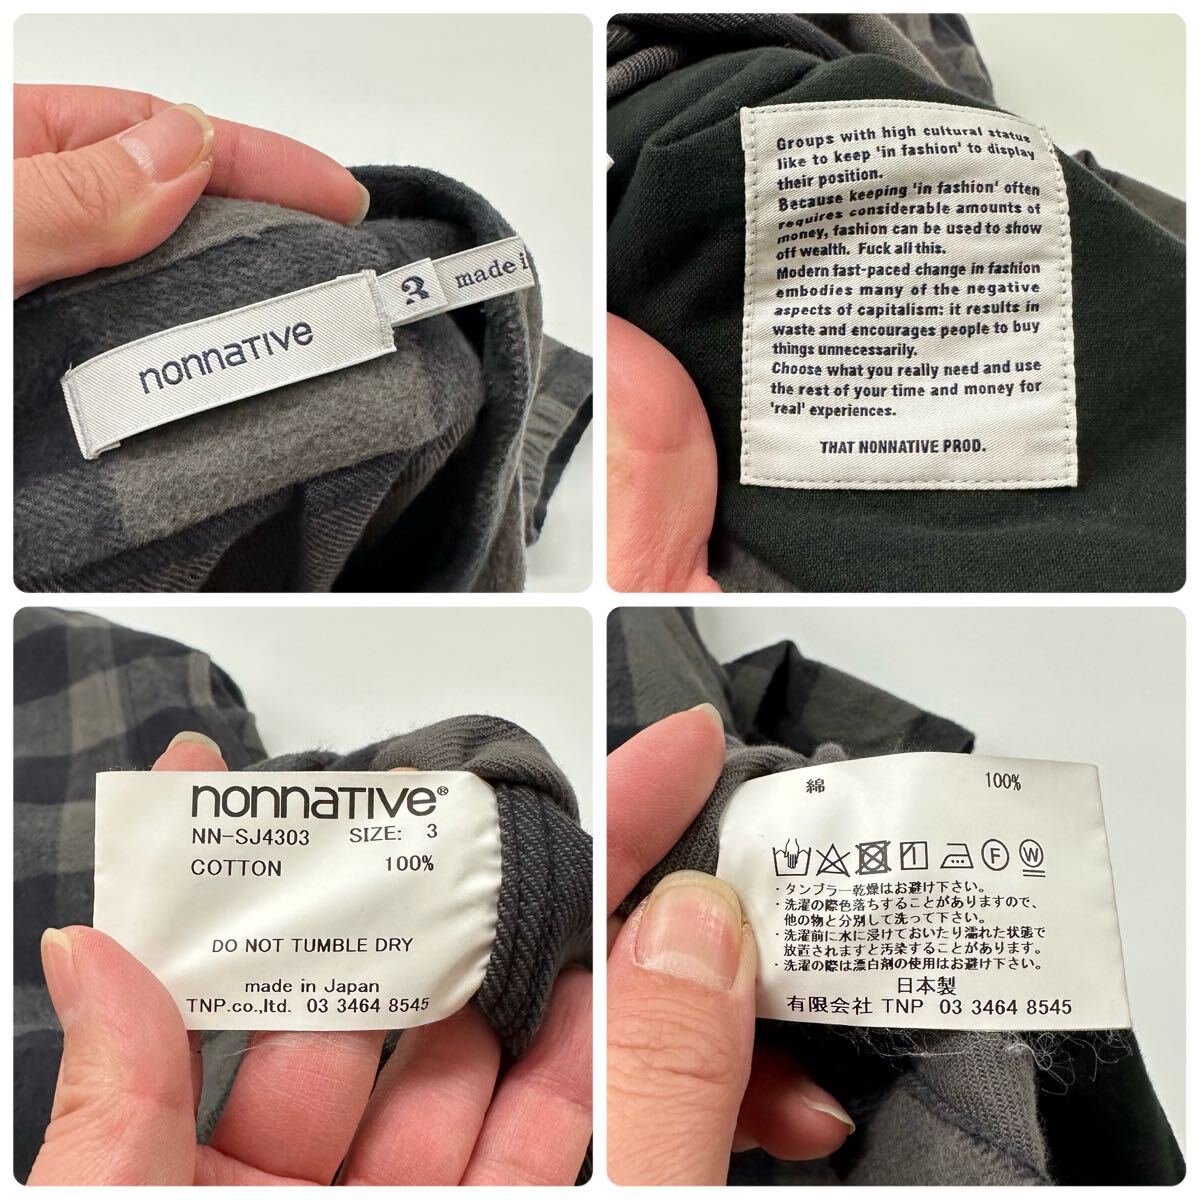 nonnative
3
made i
Groups with high cultural status
like to keep 'in fashion' to display
their position.
Because keeping 'in fashion' often
requires considerable amounts of
money, fashion can be used to show
off wealth. Fuck all this.
Modern fast-paced change in fashion
embodies many of the negative
aspects of capitalism: it results in
waste and encourages people to buy
things unnecessarily.
Choose what you really need and use
the rest of your time and money for
'real' experiences.
THAT NONNATIVE PROD.
nonnative®
NN-SJ4303 SIZE: 3
COTTON 100%
DO NOT TUMBLE DRY
made in Japan
TNP.co.,ltd. 03 3464 8545
綿 100%
F W
・タンブラー乾燥はお避け下さい。
・洗濯の際色落ちすることがありますので、
他の物と分別して洗って下さい。
・洗濯前に水に浸けておいたり濡れた状態で
放置されますと汚染することがあります。
・洗濯の際は漂白剤の使用はお避け下さい。
日本製
有限会社 TNP 03 3464 8545